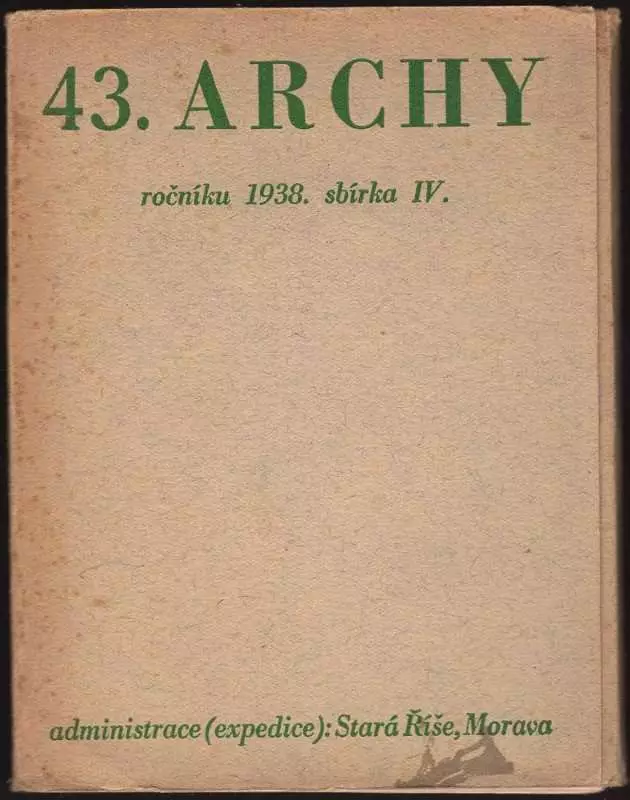 43. ARCHY
ročníku 1938. sbírka IV.
administrace (expedice): Stará Říše, Morava